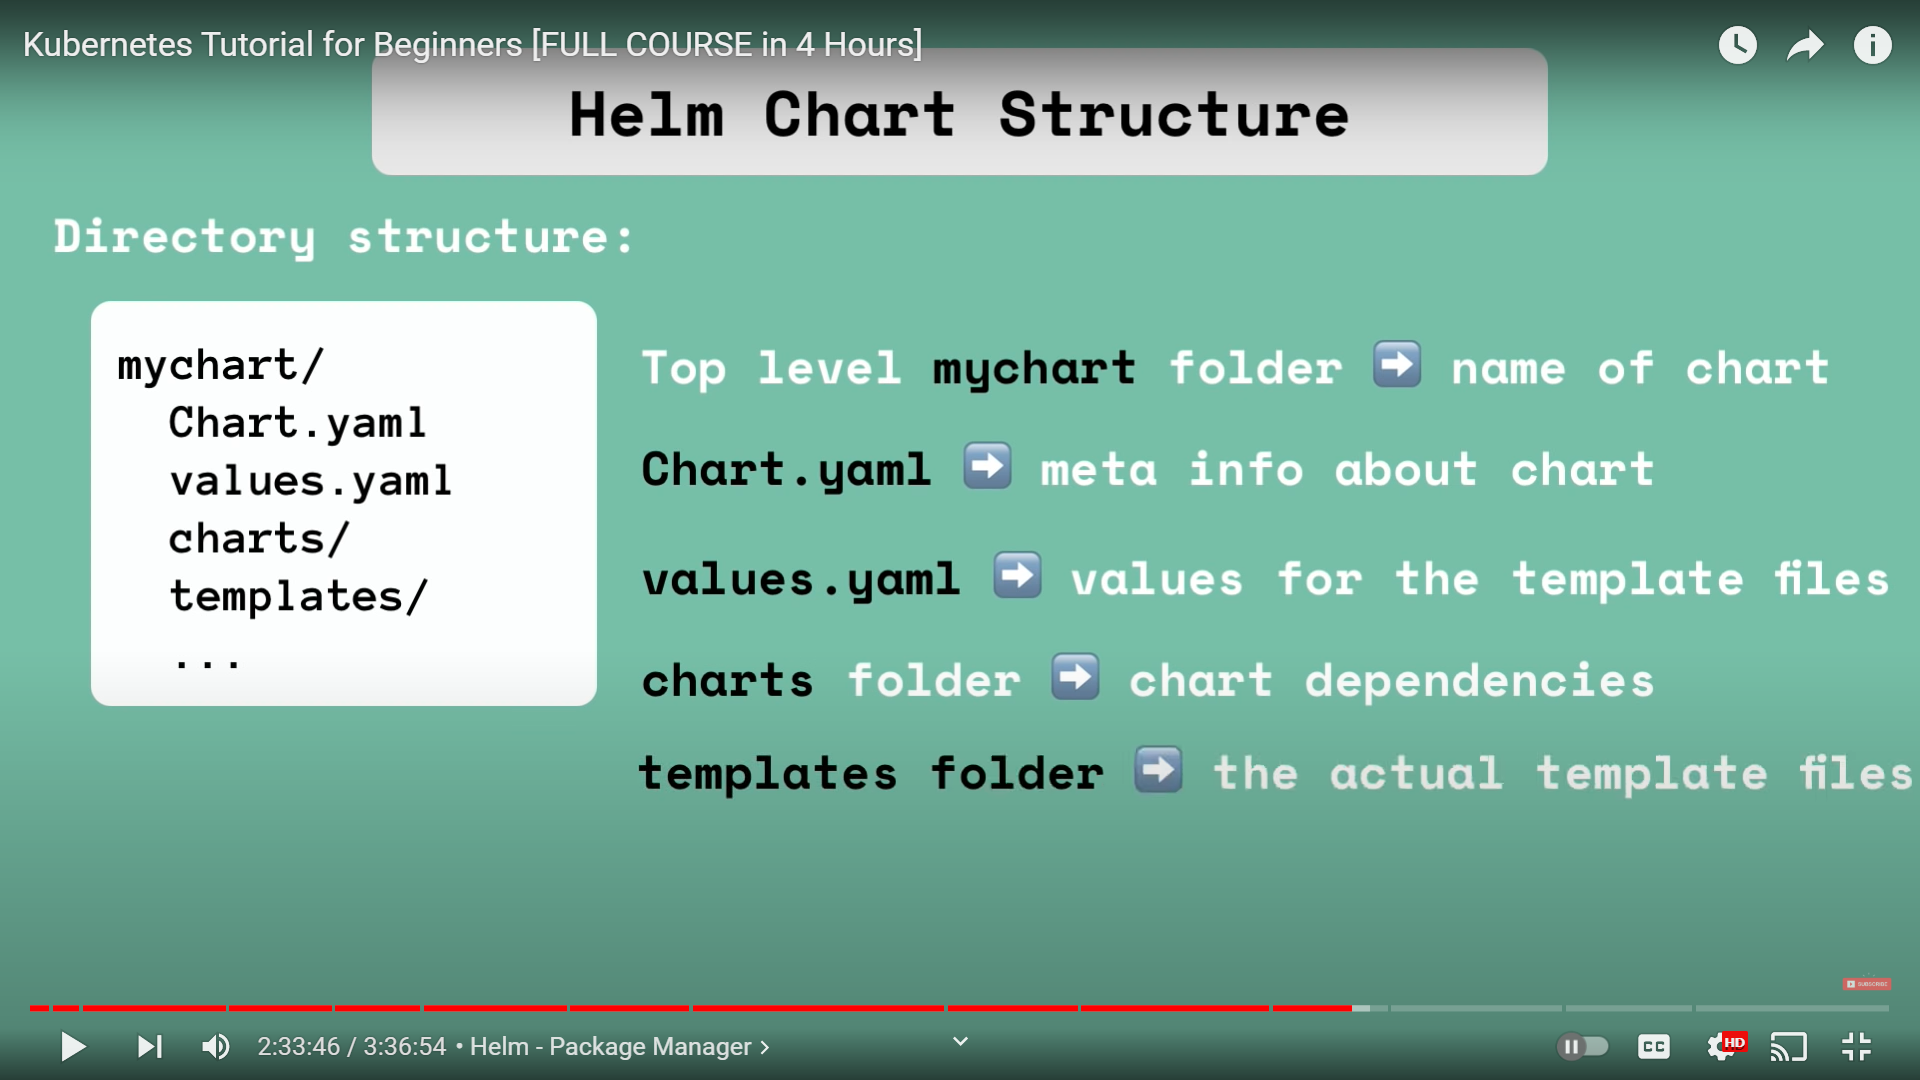 Kubernetes Tutorial for Beginners [FULL COURSE in 4 Hours]
Helm Chart Structure
Directory structure:
mychart/
Chart.yaml
values.yaml
charts/
templates/
...
Top level mychart folder ➡ name of chart
Chart.yaml ➡ meta info about chart
values.yaml ➡ values for the template files
charts folder ➡ chart dependencies
templates folder ➡ the actual template files
SUBSCRIBE
2:33:46 / 3:36:54 • Helm - Package Manager >
CC
HD